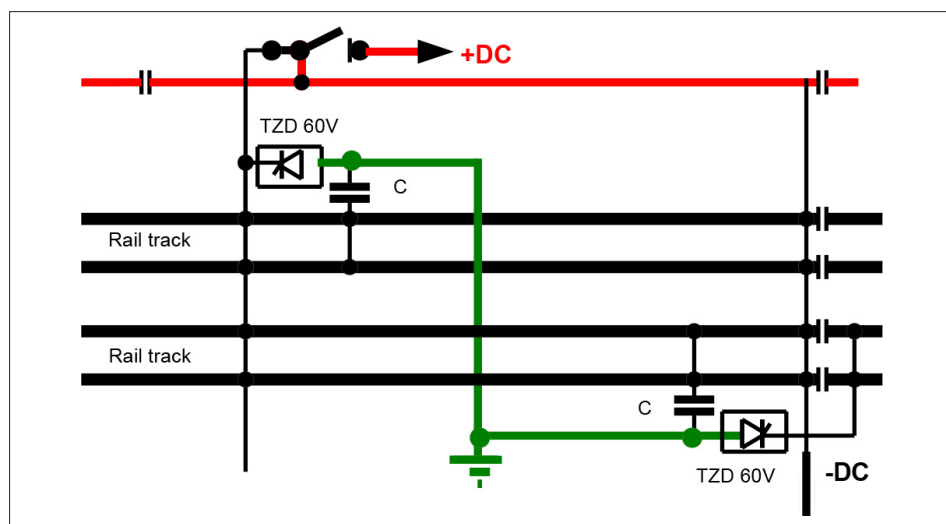 +DC
TZD 60V
C
Rail track
Rail track
C
TZD 60V
-DC